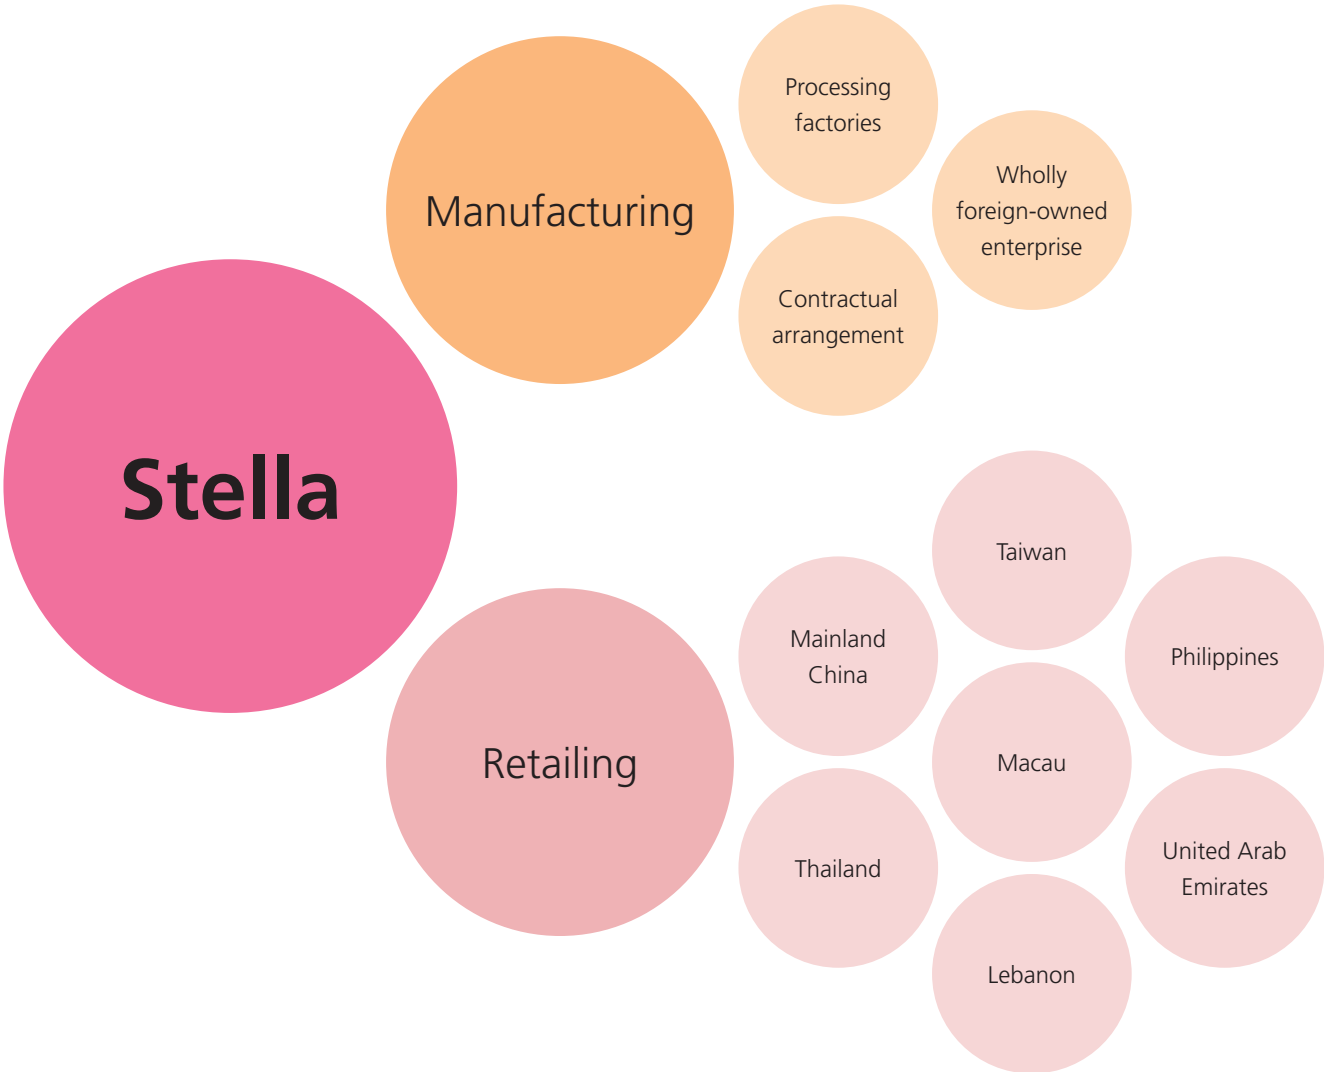 Processing
factories
Wholly
foreign-owned
enterprise
Manufacturing
Contractual
arrangement
Stella
Taiwan
Mainland
China
Philippines
Retailing
Macau
Thailand
United Arab
Emirates
Lebanon